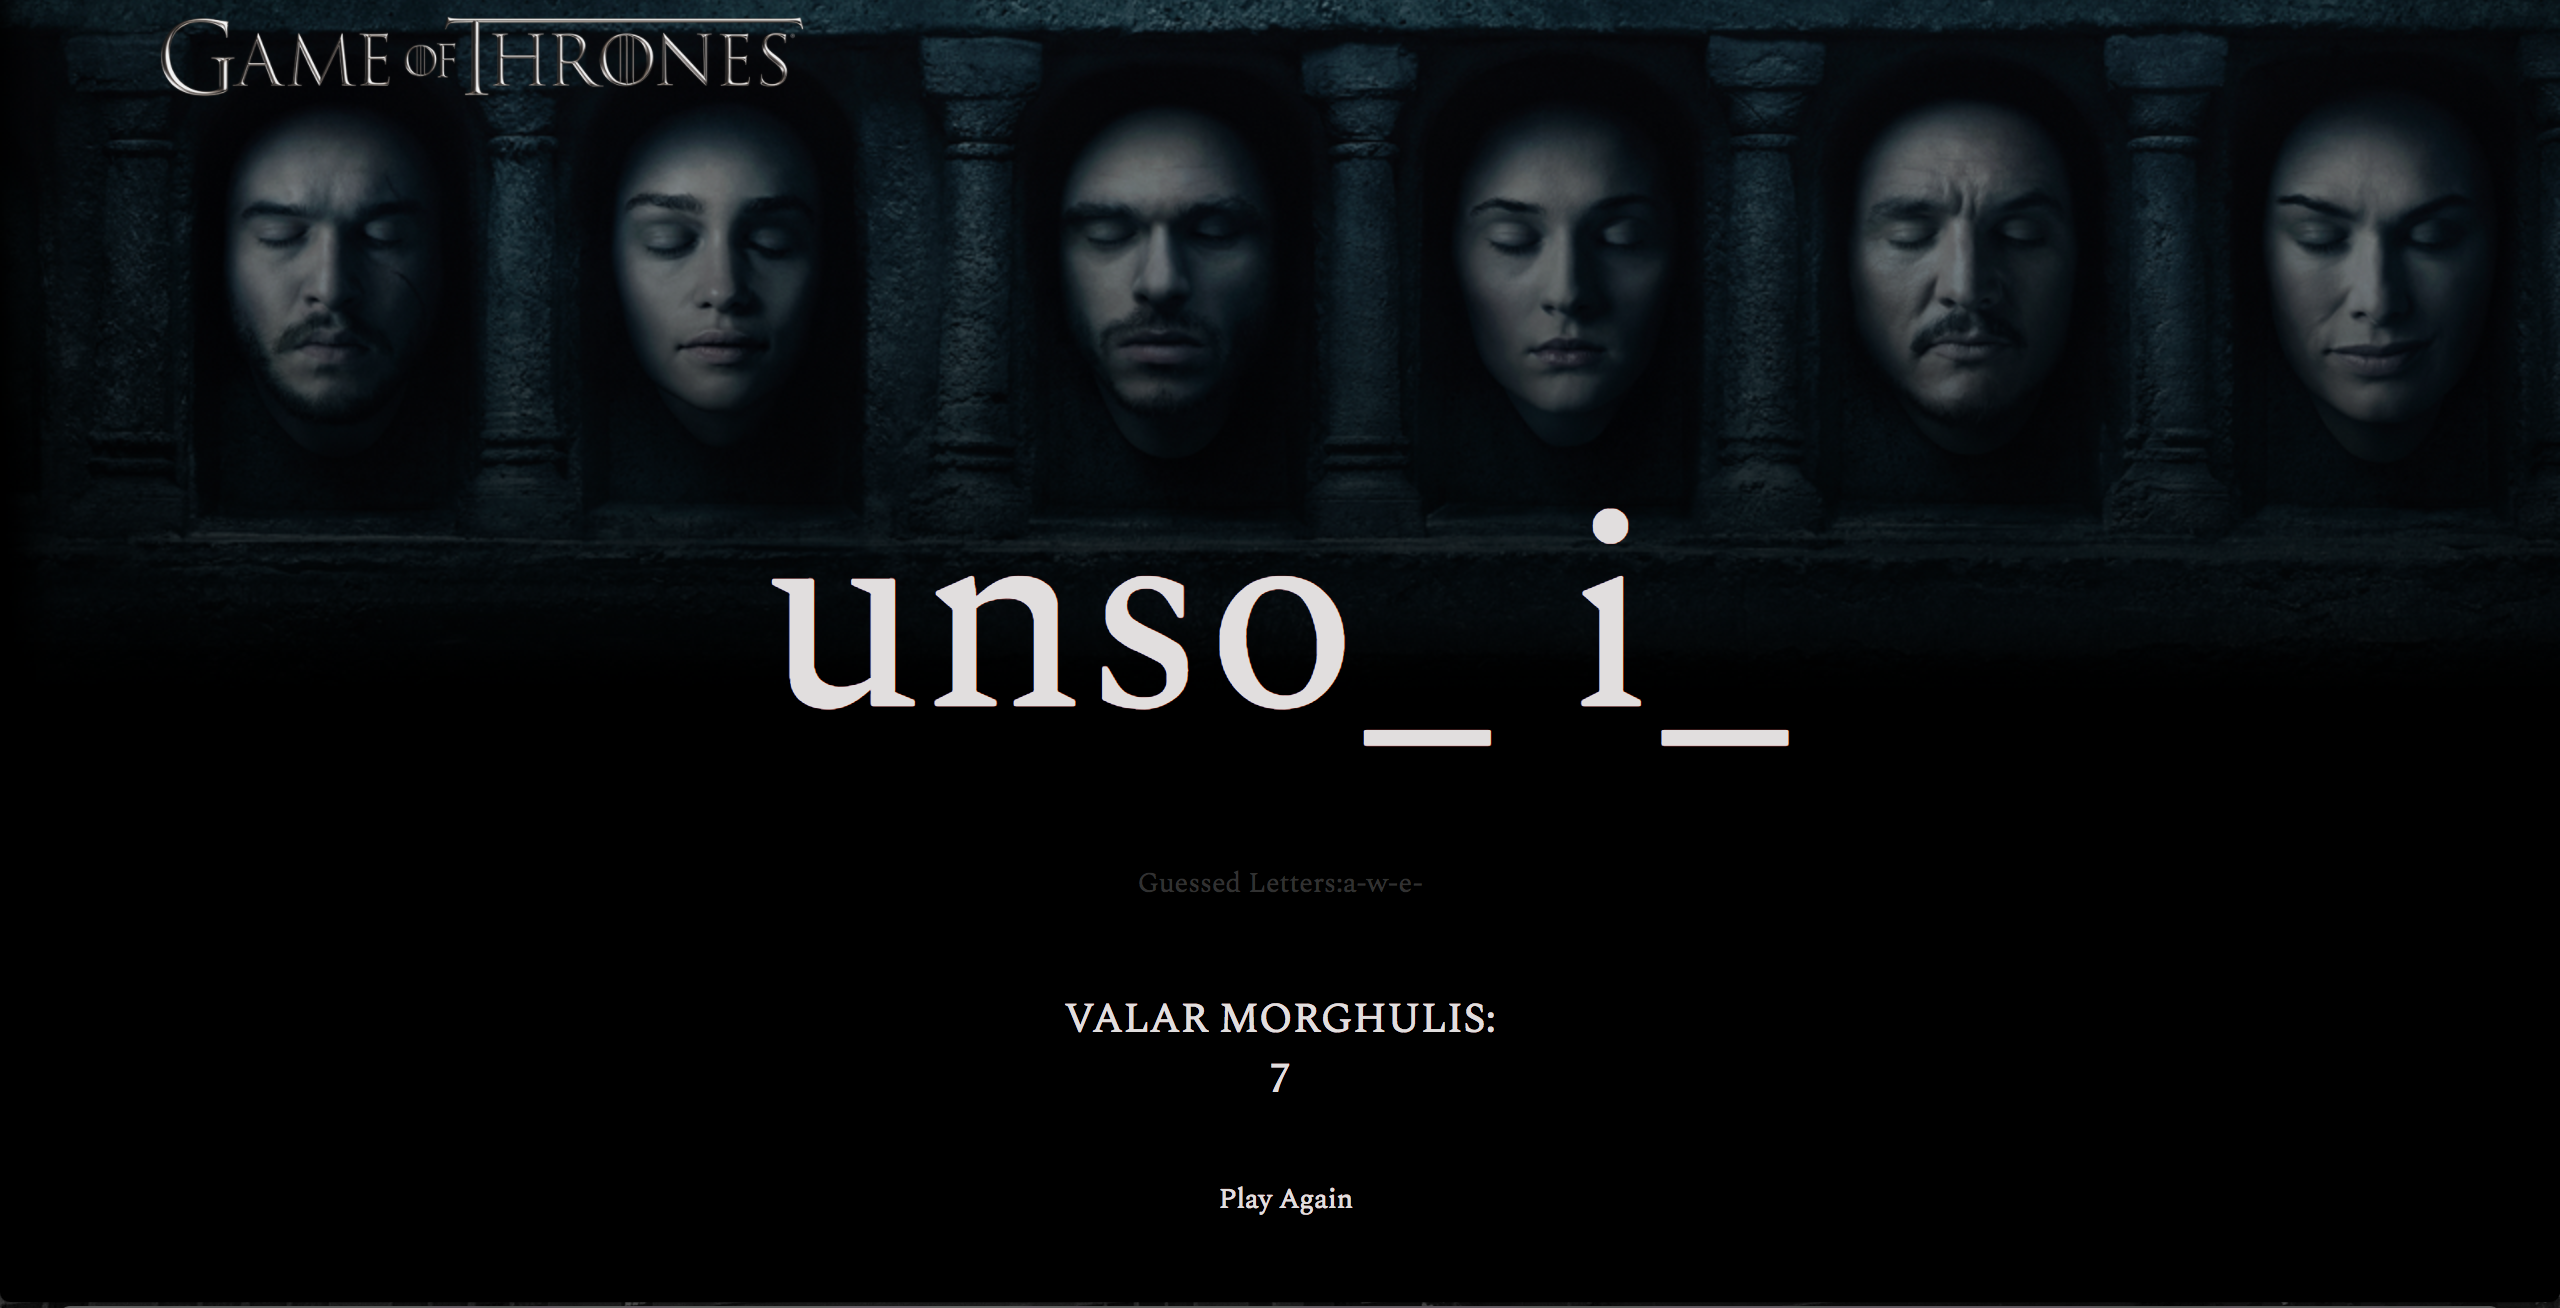 GAME OF THRONES
unso_ i_
Guessed Letters:a-w-e-
VALAR MORGHULIS:
7
Play Again